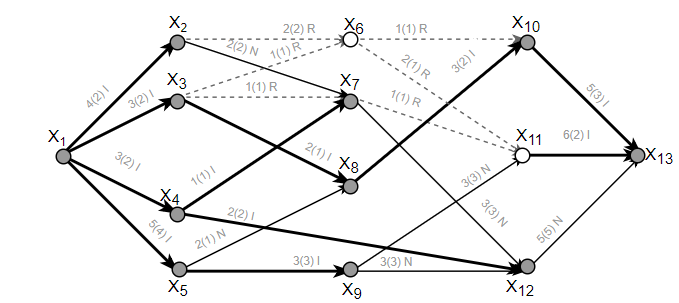 X2
2(2) R
X6
1(1) R
X10
2(2) N
1(1) R
4(2) I
X3
3(2) I
1(1) R
X7
2(1) R
3(2) I
5(3) I
1(1) R
X1
X11
6(2) I
X13
3(2) I
2(1) I
X8
1(1) I
3(3) N
X4
2(2) I
3(3) N
5(4) I
2(1) N
5(5) N
3(3) I
3(3) N
X5
X9
X12